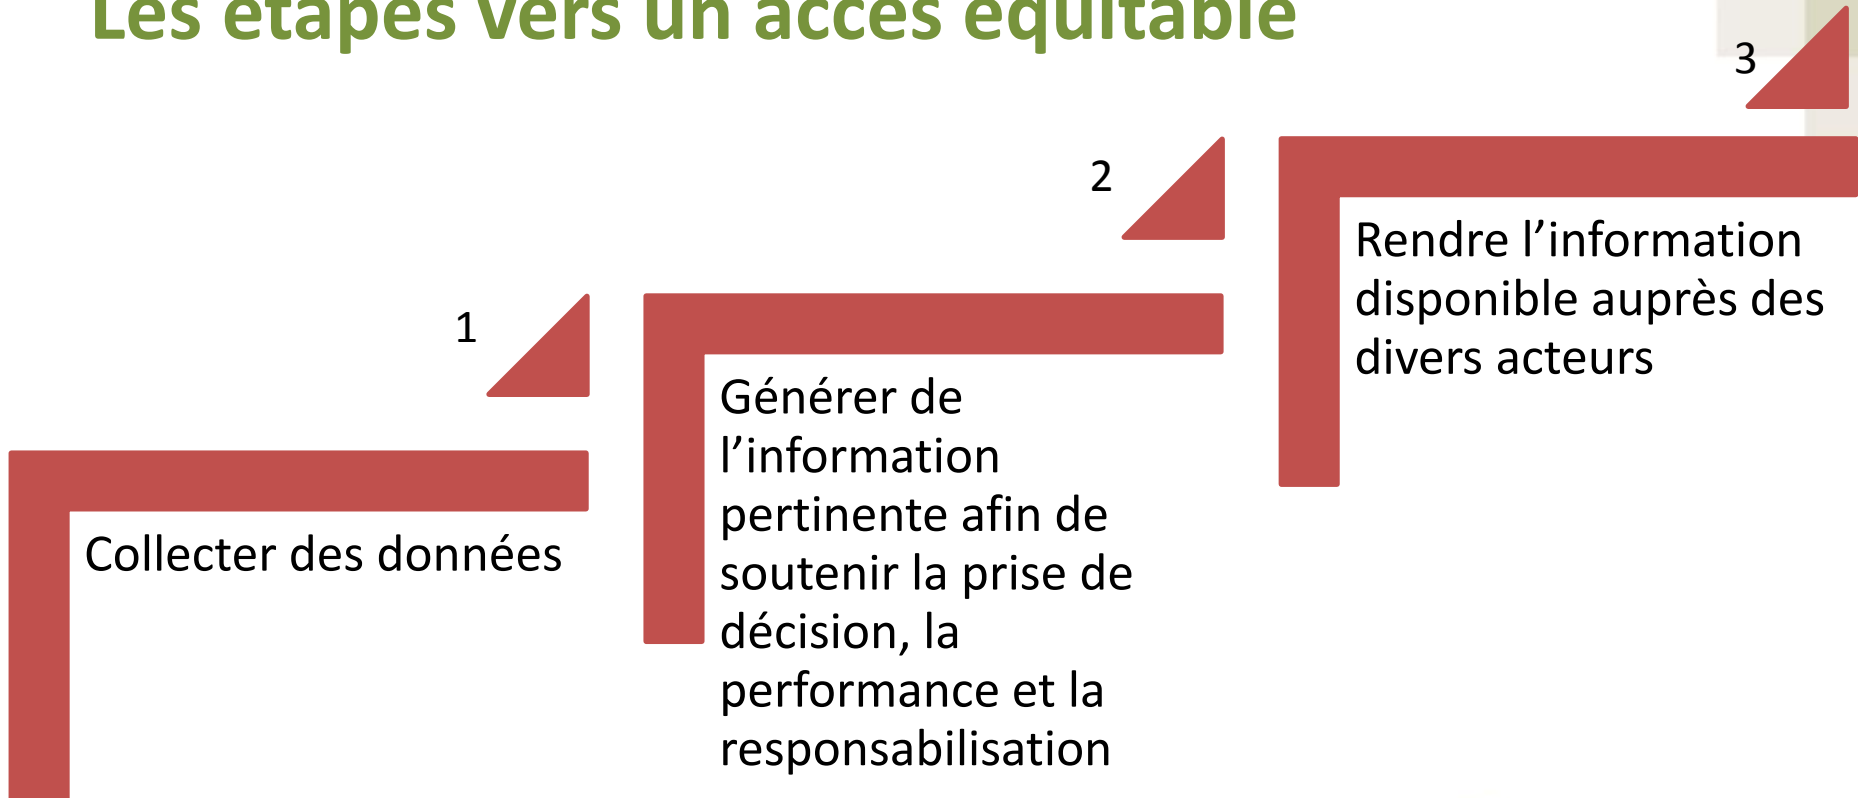 Les étapes vers un accès équitable
1
Collecter des données
2
Générer de
l’information
pertinente afin de
soutenir la prise de
décision, la
performance et la
responsabilisation
3
Rendre l’information
disponible auprès des
divers acteurs